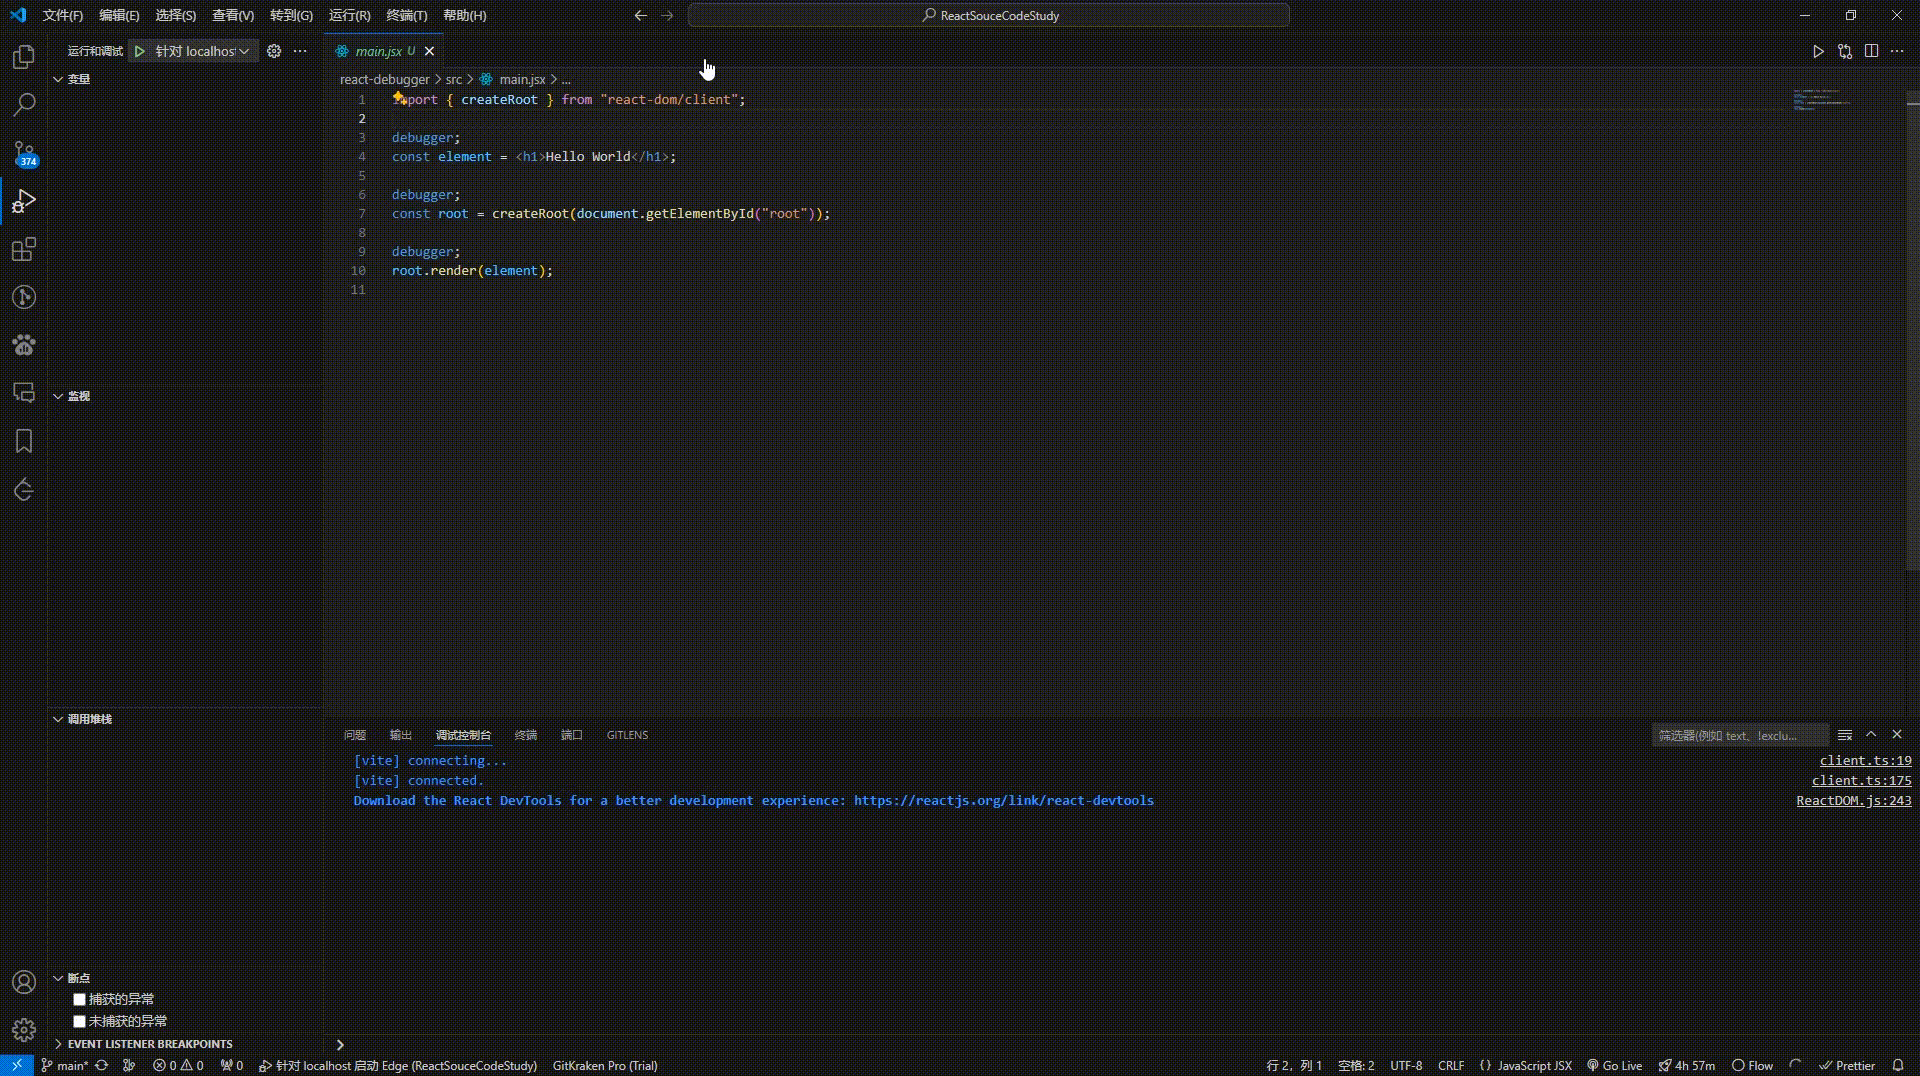 文件(F) 编辑(E) 选择(S) 查看(V) 转到(G) 运行(R) 终端(T) 帮助(H)
ReactSouceCodeStudy
运行和调试 针对 localhos
main.jsx U
变量
react-debugger > src > main.jsx > ...
1 port { createRoot } from "react-dom/client";
2
3 debugger;
4 const element = <h1>Hello World</h1>;
5
6 debugger;
7 const root = createRoot(document.getElementById("root"));
8
9 debugger;
10 root.render(element);
11
374
监视
调用堆栈
断点
捕获的异常
未捕获的异常
EVENT LISTENER BREAKPOINTS
问题 输出 调试控制台 终端 端口 GITLENS
筛选器(例如 text、!exclu...
[vite] connecting... client.ts:19
[vite] connected. client.ts:175
Download the React DevTools for a better development experience: https://reactjs.org/link/react-devtools ReactDOM.js:243
main* 0 0 0 针对 localhost 启动 Edge (ReactSouceCodeStudy) GitKraken Pro (Trial)
行 2，列 1 空格: 2 UTF-8 CRLF {} JavaScript JSX Go Live 4h 57m Flow Prettier